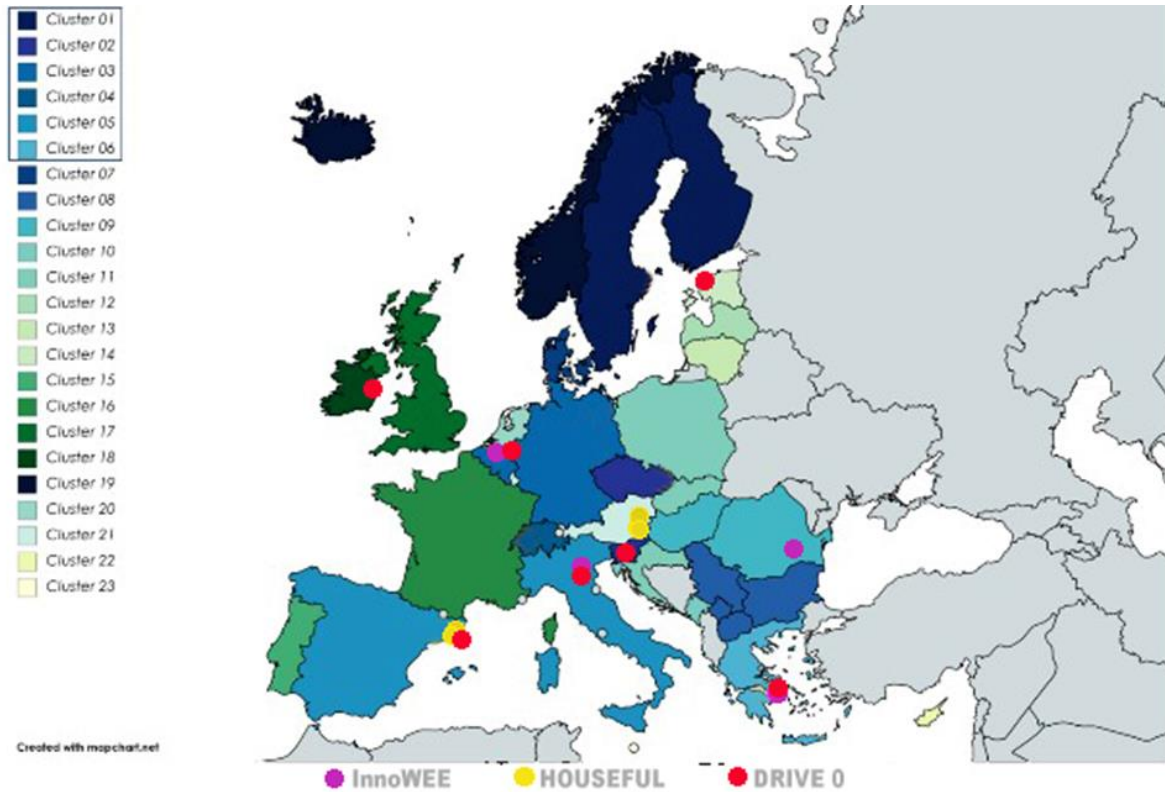 Cluster 01
Cluster 02
Cluster 03
Cluster 04
Cluster 05
Cluster 06
Cluster 07
Cluster 08
Cluster 09
Cluster 10
Cluster 11
Cluster 12
Cluster 13
Cluster 14
Cluster 15
Cluster 16
Cluster 17
Cluster 18
Cluster 19
Cluster 20
Cluster 21
Cluster 22
Cluster 23
Created with mapchart.net
InnoWEE HOUSEFUL DRIVE 0